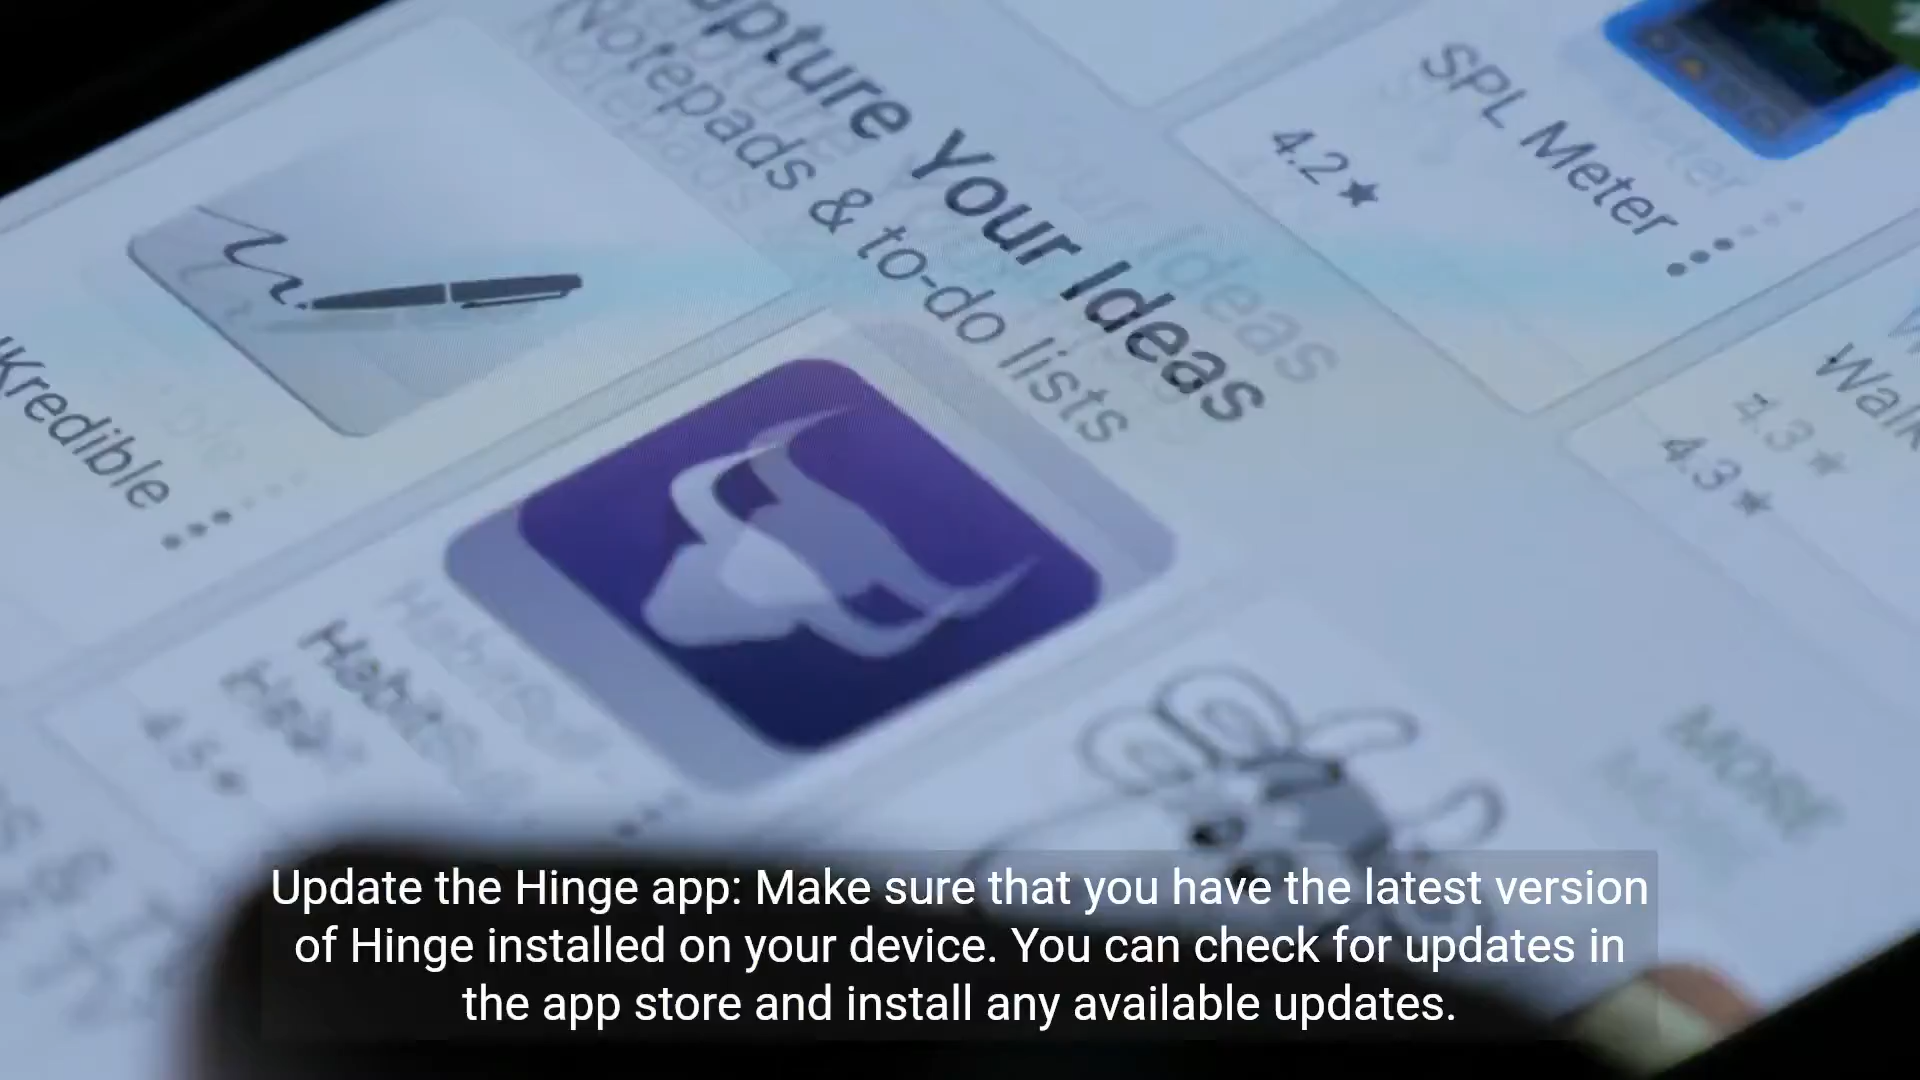 pture Your Ideas
Notepads & to-do lists
SPL Meter
4.2★
Kredible
4.3★
MORE
Update the Hinge app: Make sure that you have the latest version
of Hinge installed on your device. You can check for updates in
the app store and install any available updates.